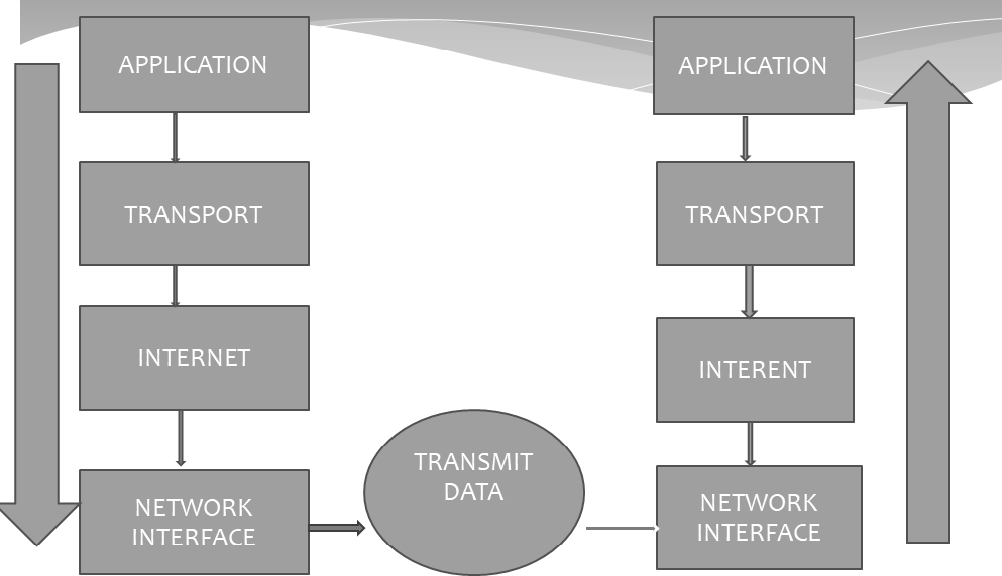 APPLICATION
TRANSPORT
INTERNET
NETWORK
INTERFACE
TRANSMIT
DATA
APPLICATION
TRANSPORT
INTERENT
NETWORK
INTERFACE